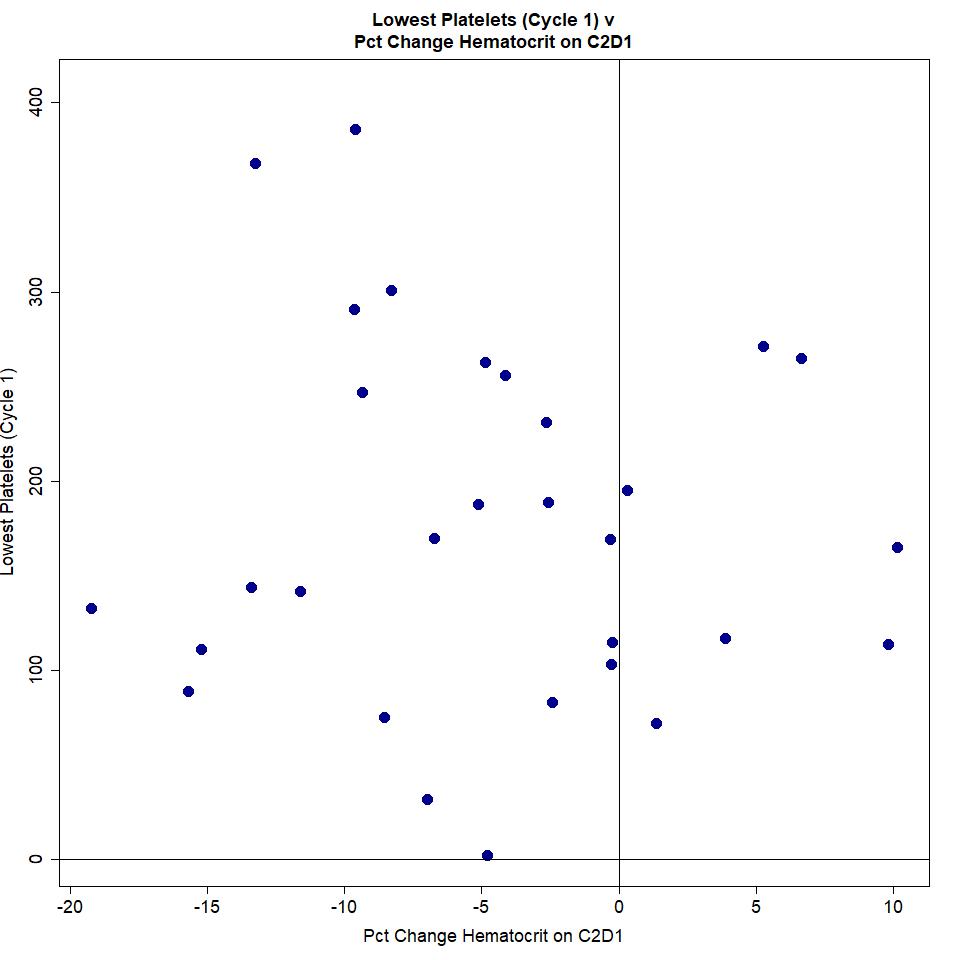 Lowest Platelets (Cycle 1) v
Pct Change Hematocrit on C2D1
400
300
200
100
0
Lowest Platelets (Cycle 1)
-20 -15 -10 -5 0 5 10
Pct Change Hematocrit on C2D1